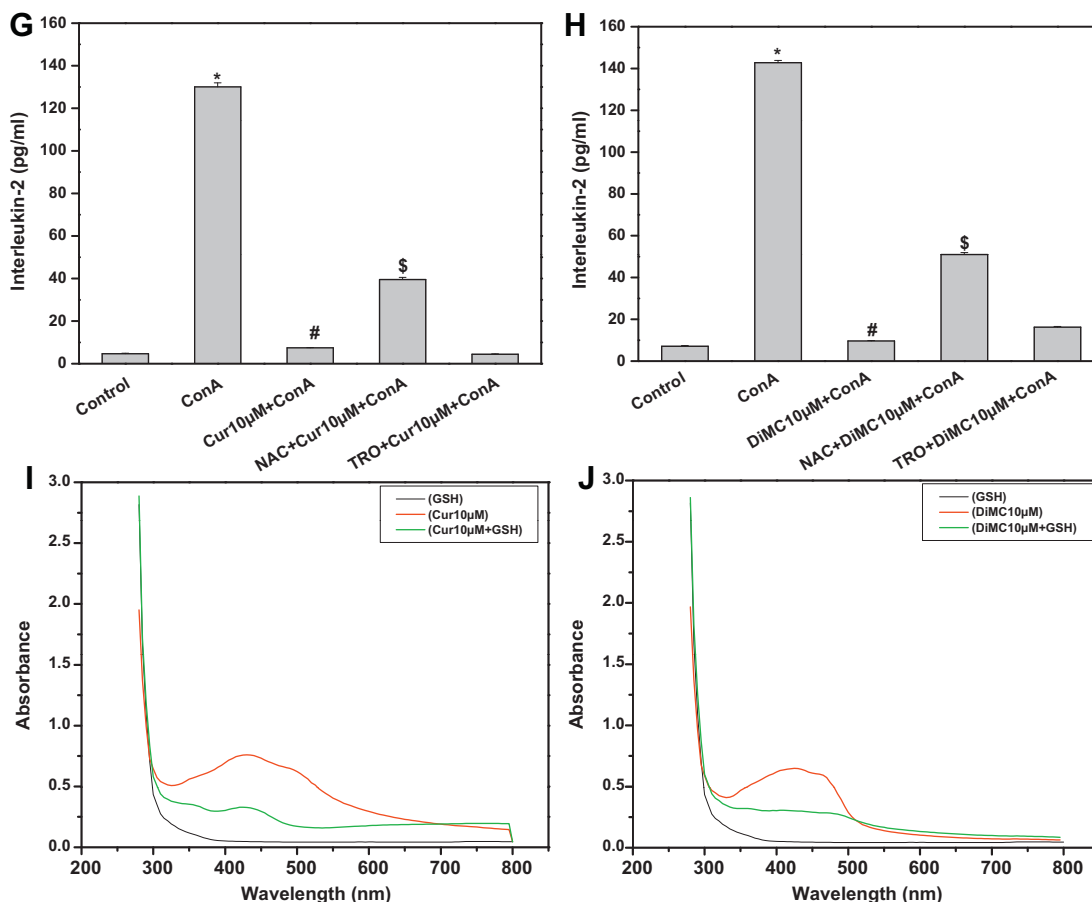 G
Interleukin-2 (pg/ml)
160
140
120
100
80
60
40
20
0
*
#
$
Control
ConA
Cur10μM+ConA
NAC+Cur10μM+ConA
TRO+Cur10μM+ConA
H
Interleukin-2 (pg/ml)
160
140
120
100
80
60
40
20
0
*
#
$
Control
ConA
DiMC10μM+ConA
NAC+DiMC10μM+ConA
TRO+DiMC10μM+ConA
I
Absorbance
3.0
2.5
2.0
1.5
1.0
0.5
0.0
(GSH)
(Cur10μM)
(Cur10μM+GSH)
200 300 400 500 600 700 800
Wavelength (nm)
J
Absorbance
3.0
2.5
2.0
1.5
1.0
0.5
0.0
(GSH)
(DiMC10μM)
(DiMC10μM+GSH)
200 300 400 500 600 700 800
Wavelength (nm)